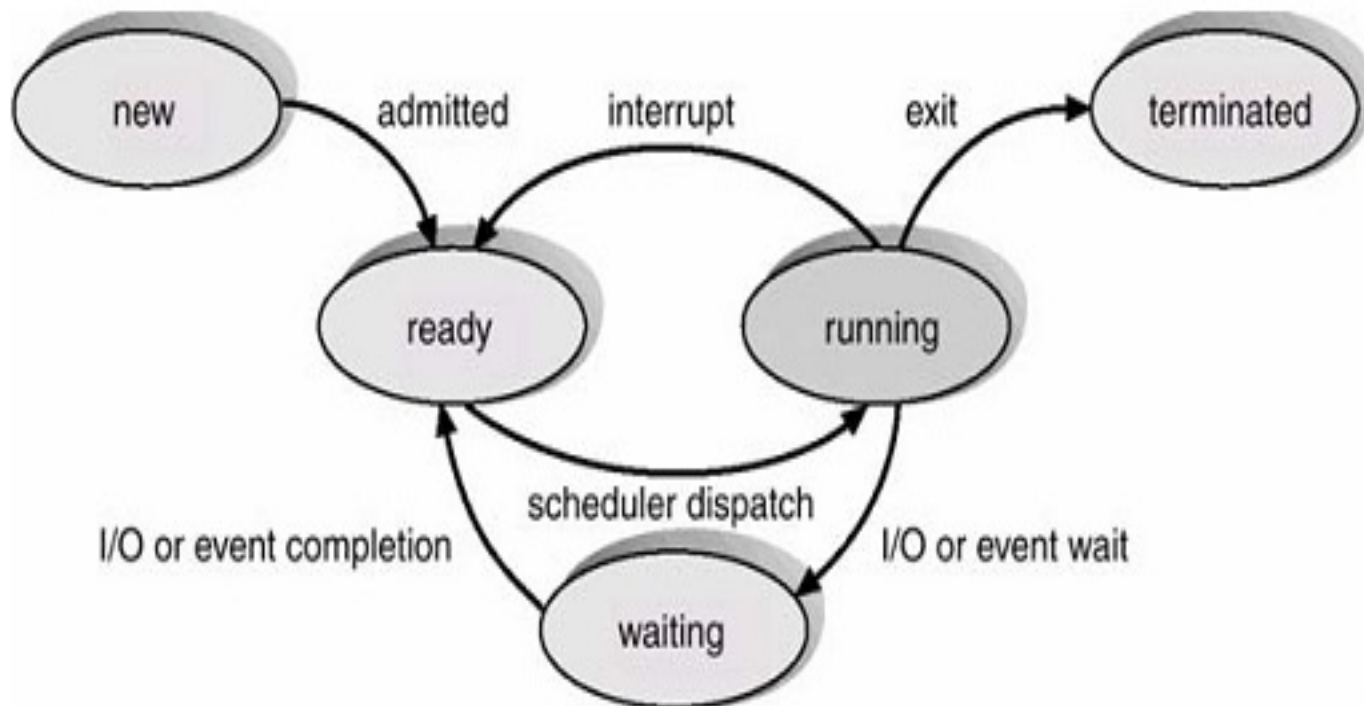 new
admitted
interrupt
exit
terminated
ready
running
scheduler dispatch
I/O or event completion
I/O or event wait
waiting